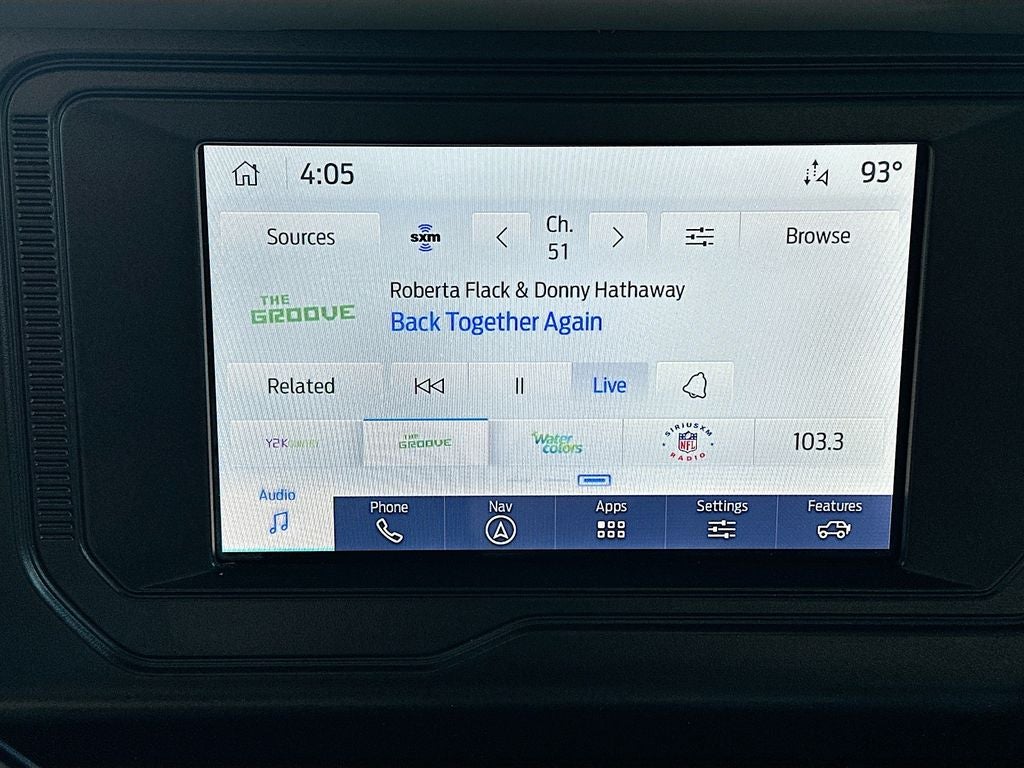 4:05 93°
Sources sxm Ch. 51 Browse
THE GROOVE
Roberta Flack & Donny Hathaway
Back Together Again
Related Live
Y2KOUNTRY THE GROOVE Water colors SIRIUSXM NFL RADIO 103.3
Audio Phone Nav Apps Settings Features